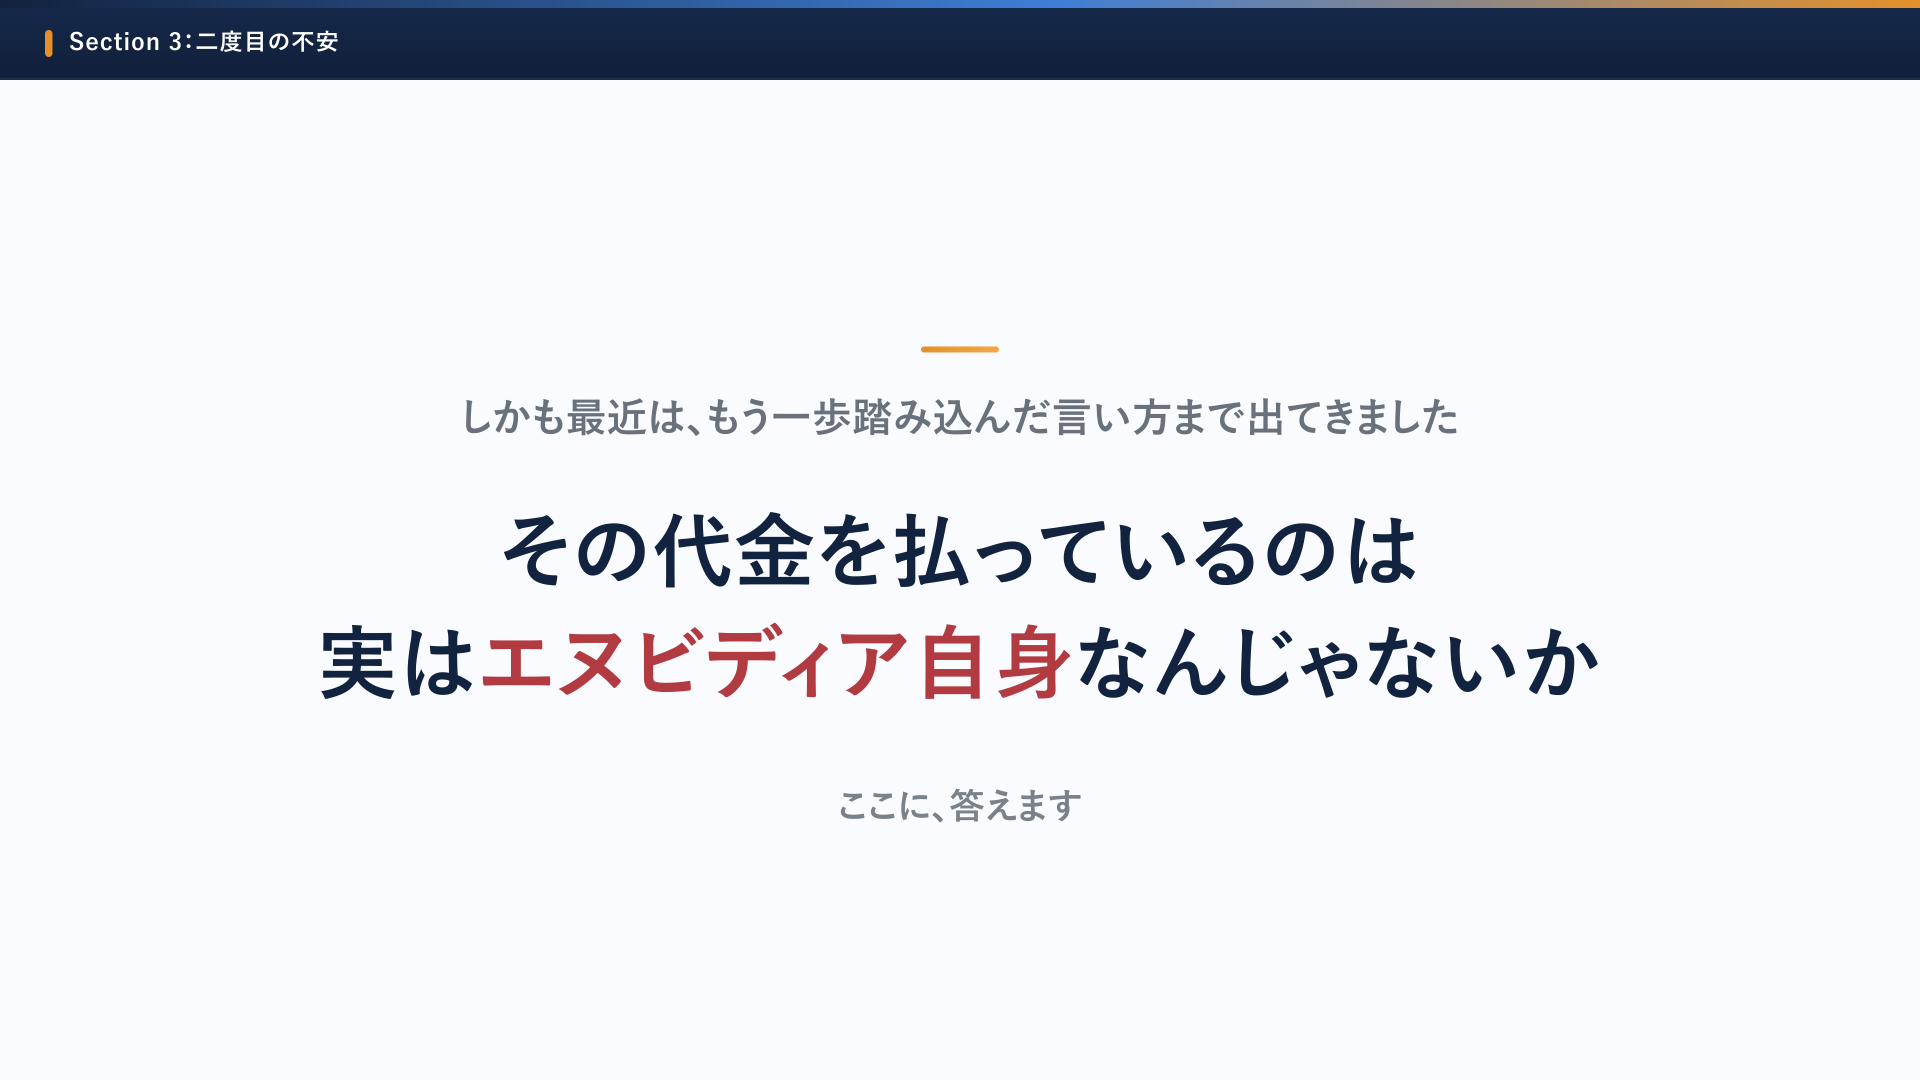 Section 3：二度目の不安
しかも最近は、もう一歩踏み込んだ言い方まで出てきました
その代金を払っているのは
実はエヌビディア自身なんじゃないか
ここに、答えます